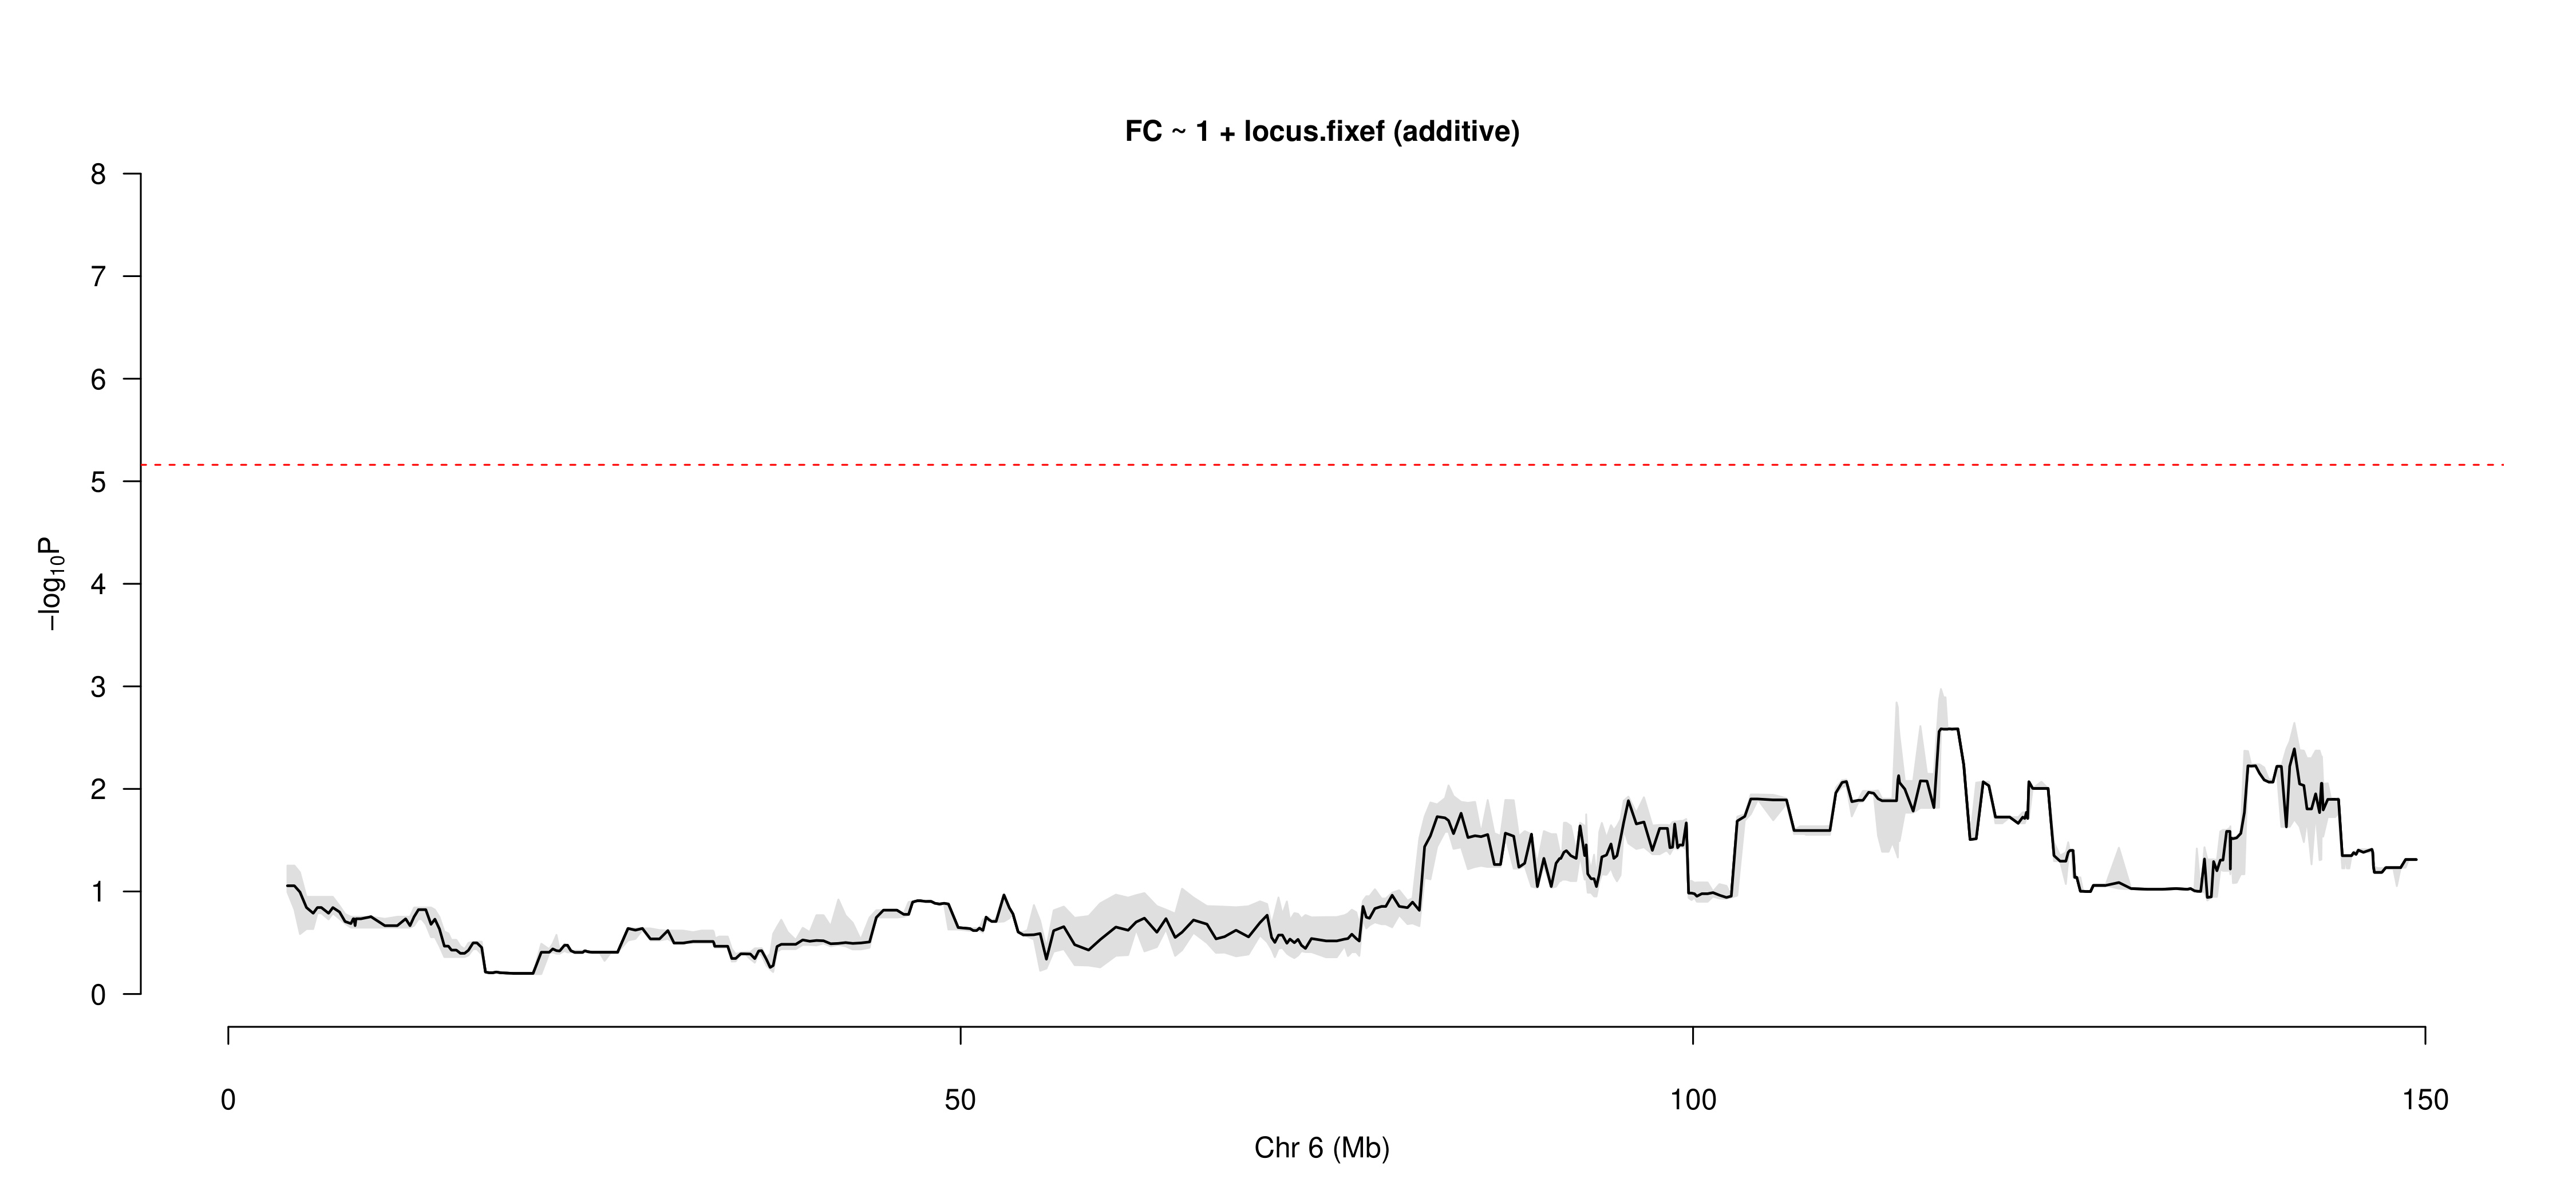 FC ~ 1 + locus.fixef (additive)
8
7
6
5
4
3
2
1
0
−log10P
0 50 100 150
Chr 6 (Mb)